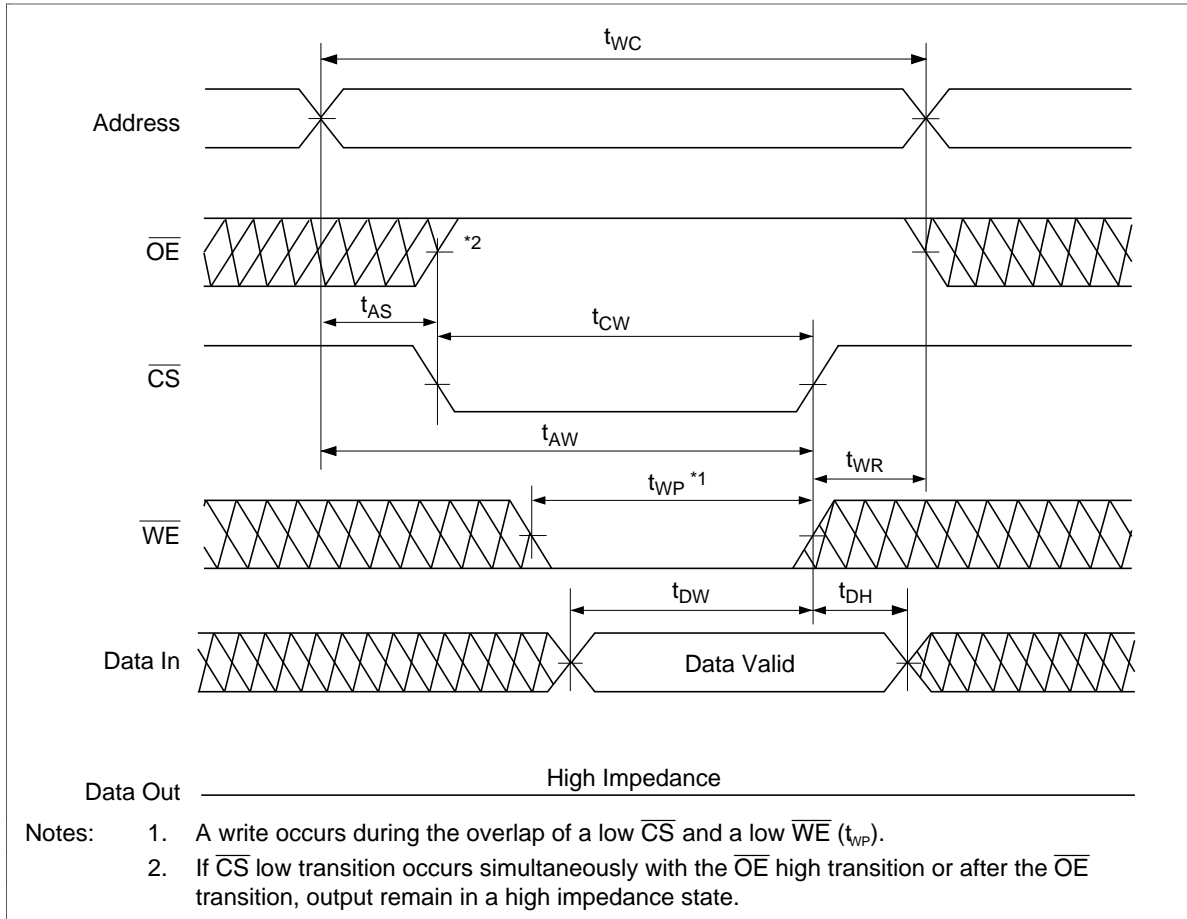 tWC
Address
OE
*2
tAS
tCW
CS
tAW
tWR
tWP *1
WE
tDW
tDH
Data In
Data Valid
High Impedance
Data Out
Notes: 1. A write occurs during the overlap of a low CS and a low WE (tWP).
2. If CS low transition occurs simultaneously with the OE high transition or after the OE
transition, output remain in a high impedance state.